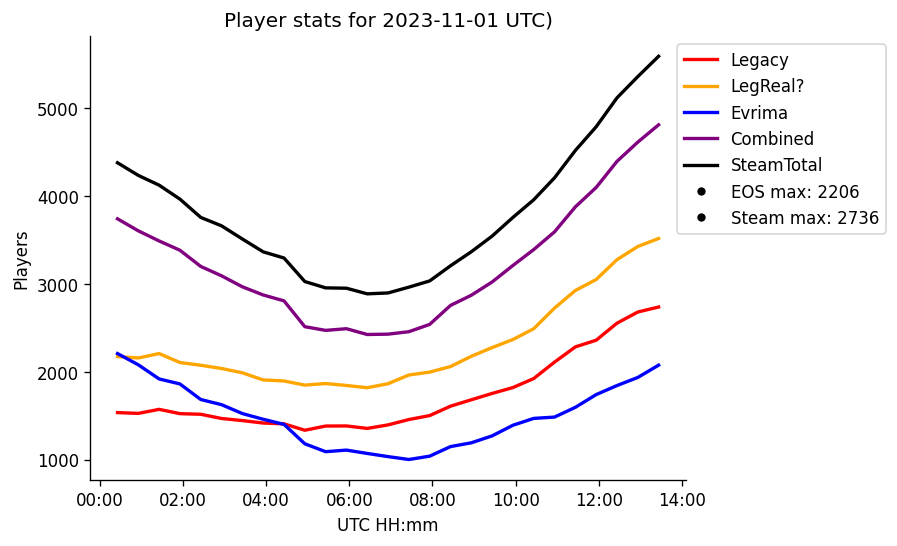 Player stats for 2023-11-01 UTC)
Legacy
LegReal?
Evrima
Combined
SteamTotal
EOS max: 2206
Steam max: 2736
Players
5000
4000
3000
2000
1000
00:00
02:00
04:00
06:00
08:00
10:00
12:00
14:00
UTC HH:mm